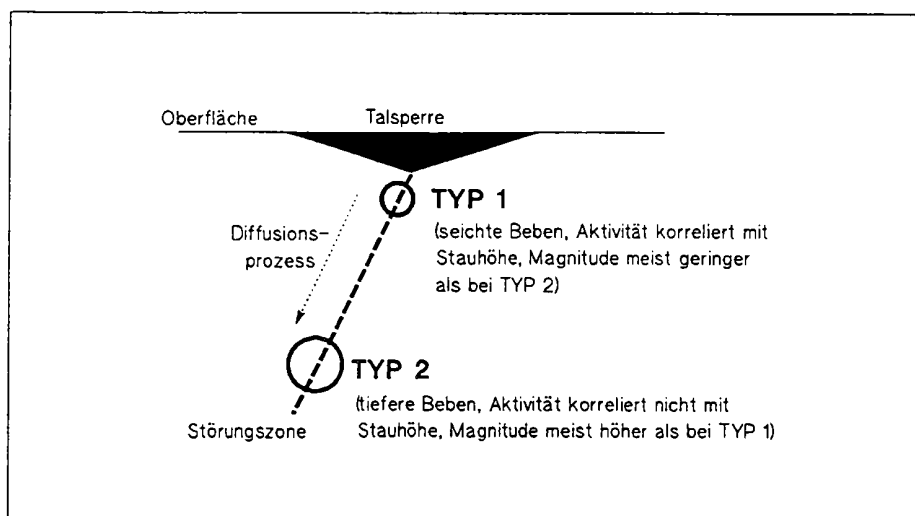 Oberfläche
Talsperre
TYP 1
(seichte Beben, Aktivität korreliert mit
Stauhöhe, Magnitude meist geringer
als bei TYP 2)
Diffusions-
prozess
TYP 2
(tiefere Beben, Aktivität korreliert nicht mit
Stauhöhe, Magnitude meist höher als bei TYP 1)
Störungszone